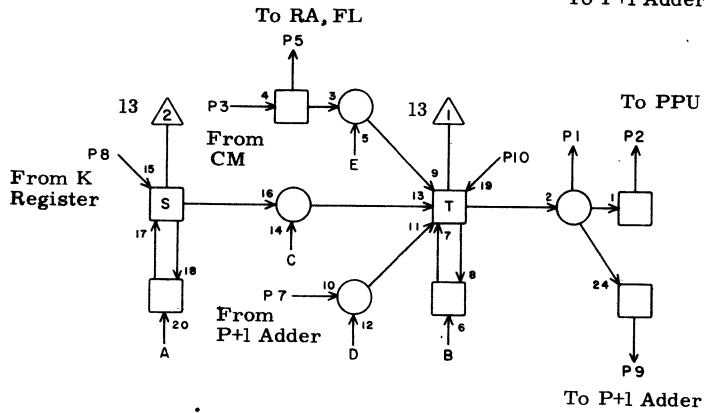 To P+1 Adder
To RA, FL
P5
13
2
4
3
P3
13
1
To PPU
From
CM
5
E
P1
P2
P8
15
9
P10
19
From K
Register
S
16
13
T
2
1
14
11
17
7
C
18
8
P7
10
24
From
P+1 Adder
12
20
6
A
D
B
P9
To P+1 Adder